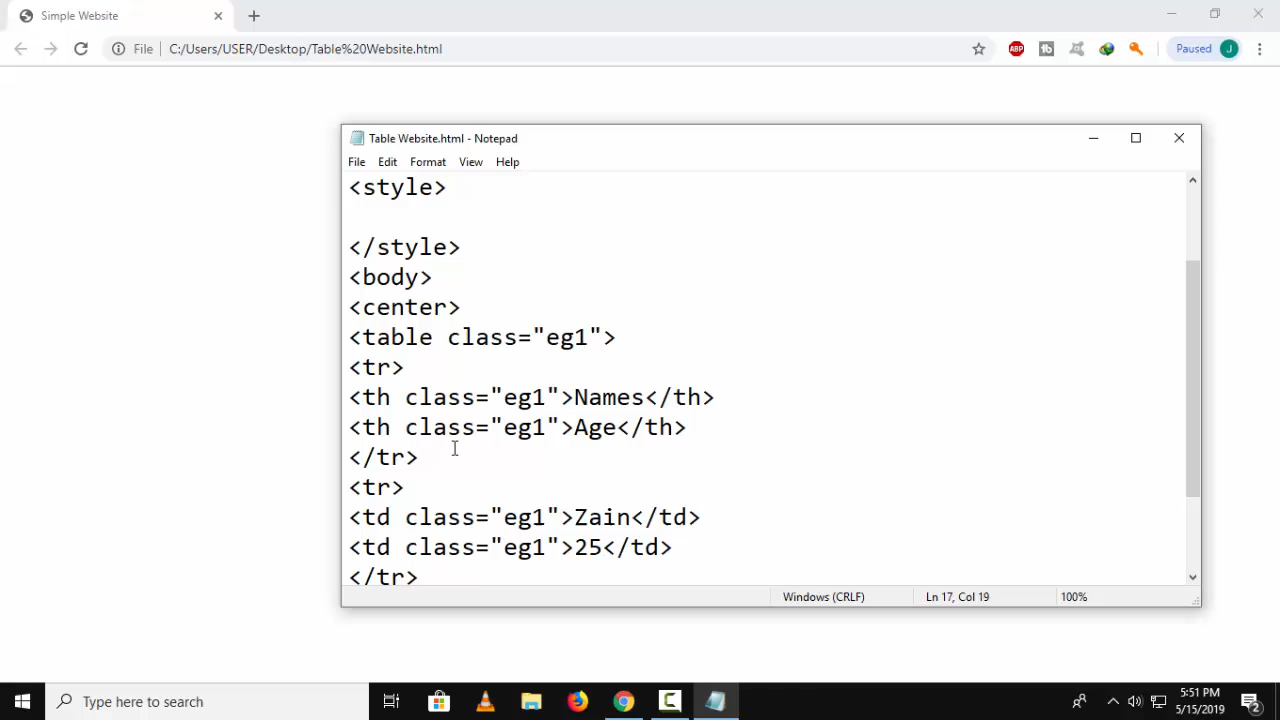 Simple Website
File
C:/Users/USER/Desktop/Table%20Website.html
ABP
tb
Paused
J
Table Website.html - Notepad
File Edit Format View Help
<style>
</style>
<body>
<center>
<table class="eg1">
<tr>
<th class="eg1">Names</th>
<th class="eg1">Age</th>
</tr>
<tr>
<td class="eg1">Zain</td>
<td class="eg1">25</td>
</tr>
Windows (CRLF) Ln 17, Col 19 100%
Type here to search
5:51 PM
5/15/2019
2